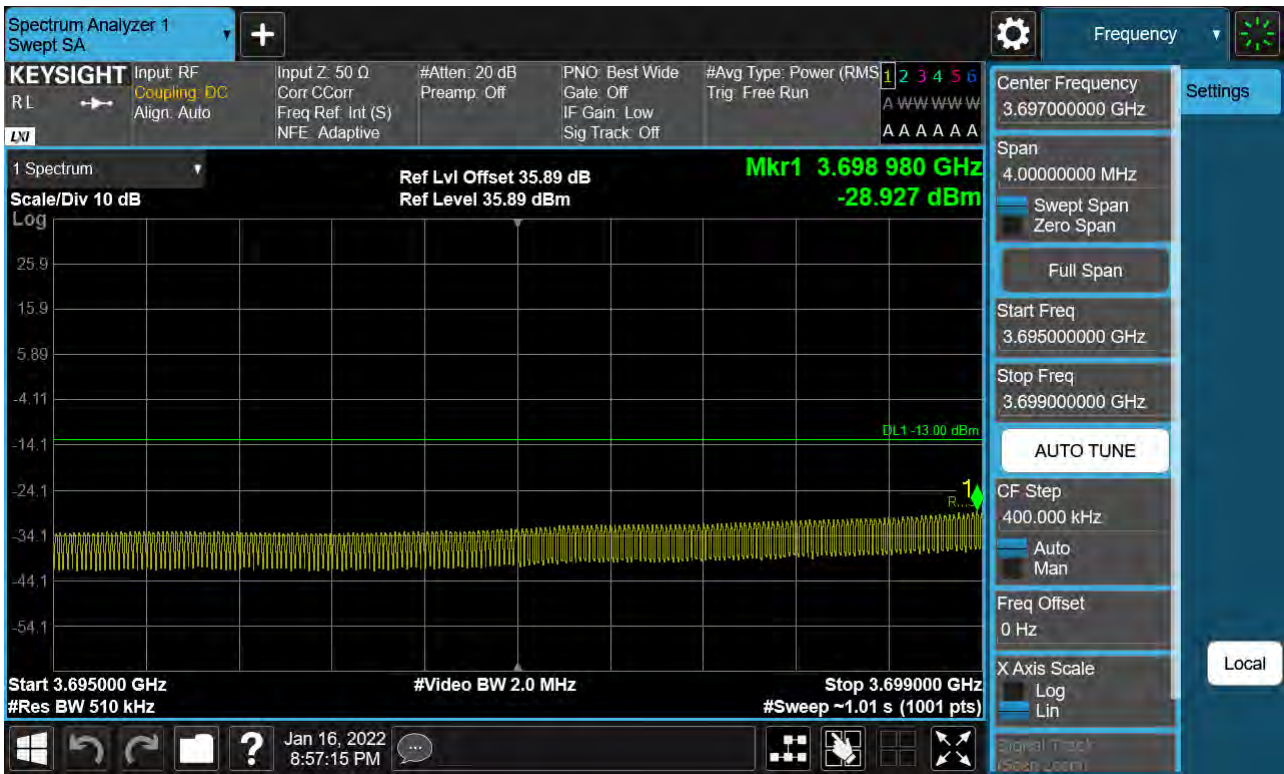 Spectrum Analyzer 1
Swept SA
+
Frequency
KEYSIGHT
R L
LXI
Input: RF
Coupling: DC
Align: Auto
Input Z: 50 Ω
Corr CCorr
Freq Ref: Int (S)
NFE: Adaptive
#Atten: 20 dB
Preamp: Off
PNO: Best Wide
Gate: Off
IF Gain: Low
Sig Track: Off
#Avg Type: Power (RMS
Trig: Free Run
1 2 3 4 5 6
A W W W W W
A A A A A A
1 Spectrum
Scale/Div 10 dB
Log
Ref Lvl Offset 35.89 dB
Ref Level 35.89 dBm
Mkr1 3.698 980 GHz
-28.927 dBm
25.9
15.9
5.89
-4.11
-14.1
-24.1
-34.1
-44.1
-54.1
DL1 -13.00 dBm
1
R...
Start 3.695000 GHz
#Res BW 510 kHz
#Video BW 2.0 MHz
Stop 3.699000 GHz
#Sweep ~1.01 s (1001 pts)
Center Frequency
3.697000000 GHz
Settings
Span
4.00000000 MHz
Swept Span
Zero Span
Full Span
Start Freq
3.695000000 GHz
Stop Freq
3.699000000 GHz
AUTO TUNE
CF Step
400.000 kHz
Auto
Man
Freq Offset
0 Hz
X Axis Scale
Log
Lin
Local
Signal Track
(Span Zoom)
?
Jan 16, 2022
8:57:15 PM